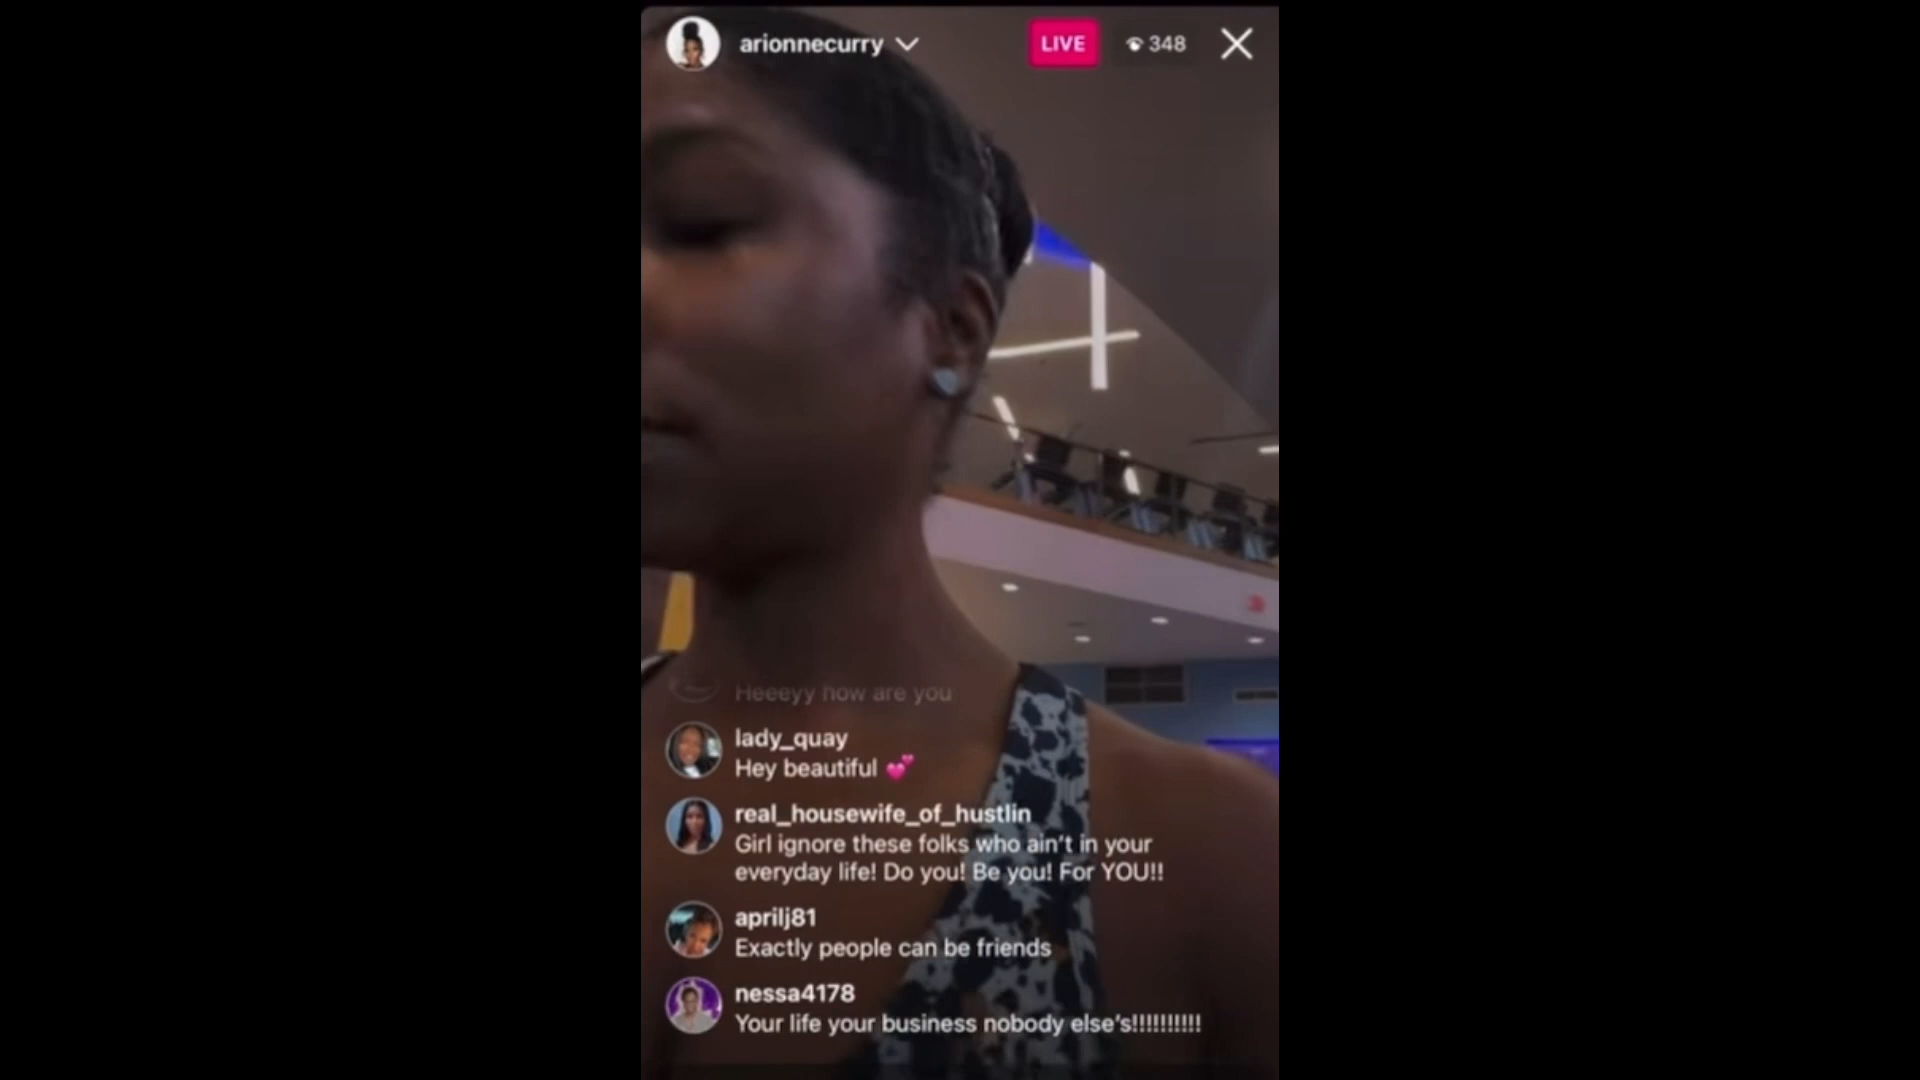 arionnecurry
LIVE
348
Heeeyy how are you
lady_quay
Hey beautiful 💕
real_housewife_of_hustlin
Girl ignore these folks who ain't in your
everyday life! Do you! Be you! For YOU!!
aprilj81
Exactly people can be friends
nessa4178
Your life your business nobody else's!!!!!!!!!!